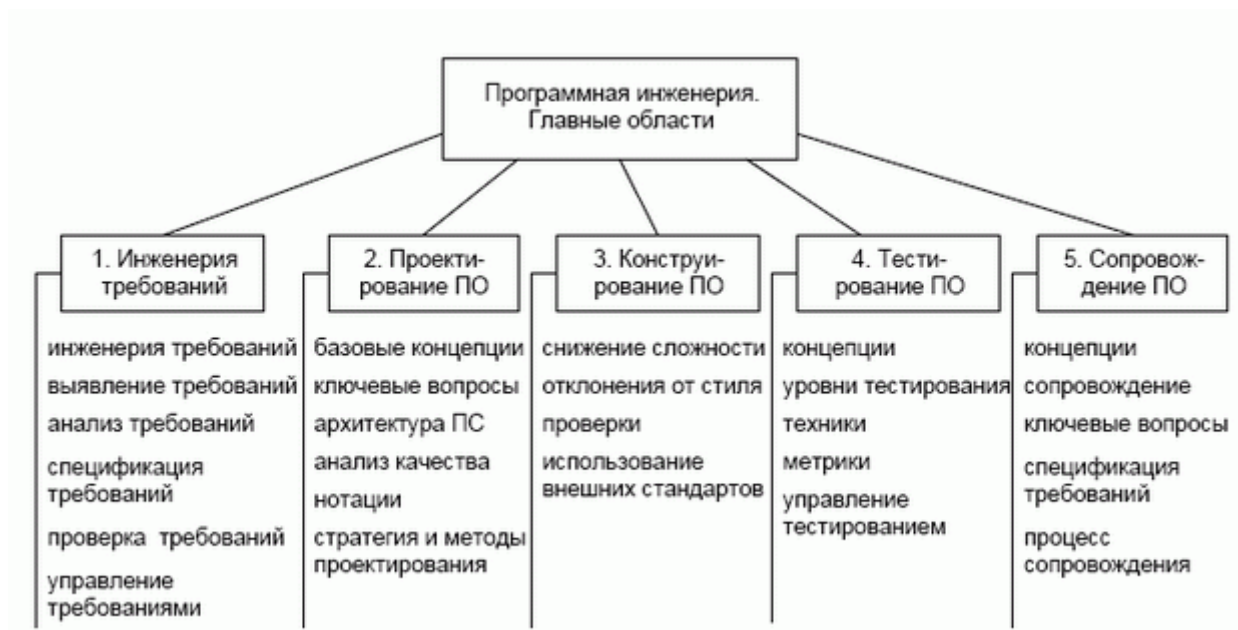 Программная инженерия.
Главные области
1. Инженерия
требований
инженерия требований
выявление требований
анализ требований
спецификация
требований
проверка требований
управление
требованиями
2. Проекти-
рование ПО
базовые концепции
ключевые вопросы
архитектура ПС
анализ качества
нотации
стратегия и методы
проектирования
3. Конструи-
рование ПО
снижение сложности
отклонения от стиля
проверки
использование
внешних стандартов
4. Тести-
рование ПО
концепции
уровни тестирования
техники
метрики
управление
тестированием
5. Сопровож-
дение ПО
концепции
сопровождение
ключевые вопросы
спецификация
требований
процесс
сопровождения